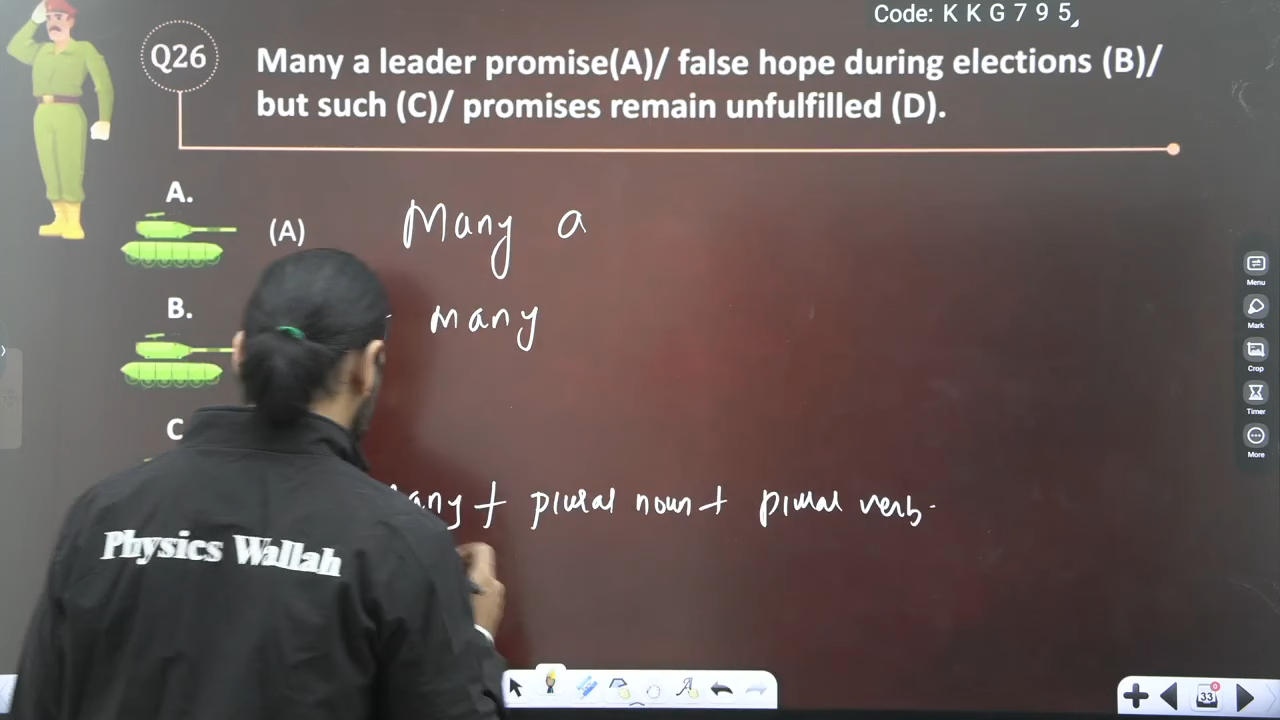 Code: K K G 7 9 5
Q26
Many a leader promise(A)/ false hope during elections (B)/
but such (C)/ promises remain unfulfilled (D).
A.
(A)
Many a
B.
many
C
+ plural noun + plural verb.
Physics Wallah
Menu
Mark
Crop
Timer
More
33